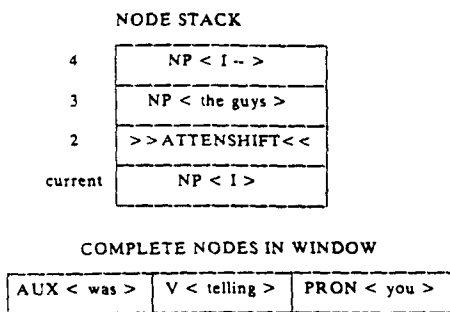 NODE STACK
4 NP < I -- >
3 NP < the guys >
2 >>ATTENSHIFT<<
current NP < I >
COMPLETE NODES IN WINDOW
AUX < was > V < telling > PRON < you >